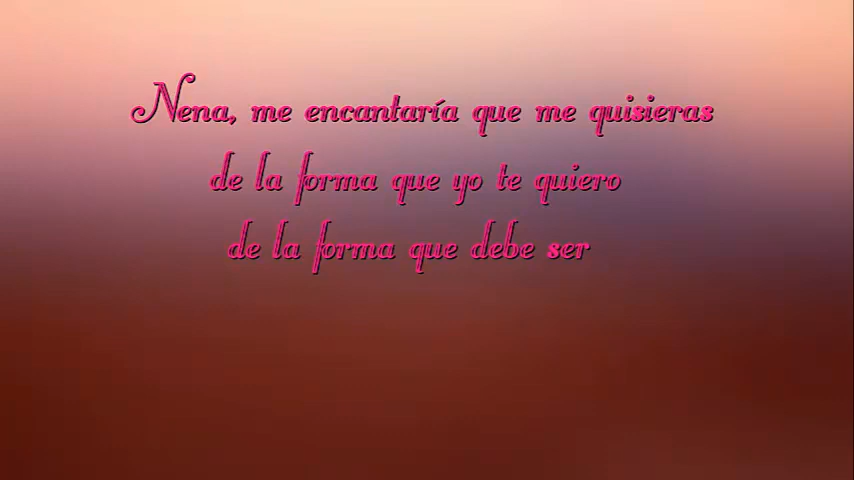 Nena, me encantaría que me quisieras
de la forma que yo te quiero
de la forma que debe ser